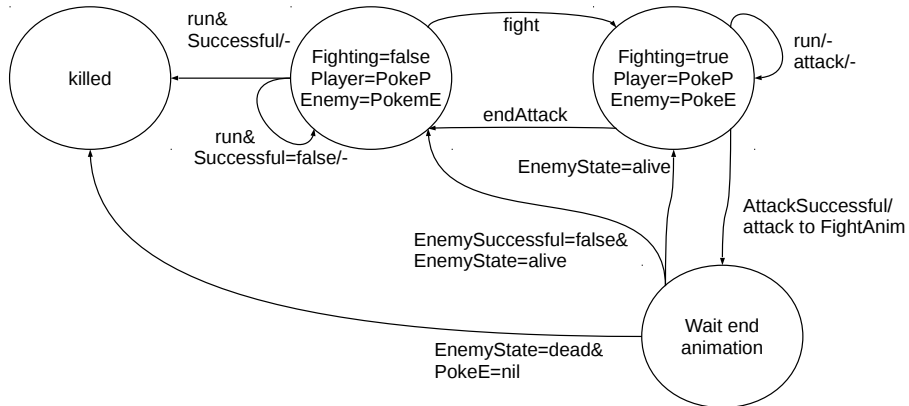 run&
Successful/-
killed
Fighting=false
Player=PokeP
Enemy=PokemE
run&
Successful=false/-
fight
endAttack
Fighting=true
Player=PokeP
Enemy=PokeE
run/-
attack/-
EnemyState=alive
AttackSuccessful/
attack to FightAnim
EnemySuccessful=false&
EnemyState=alive
Wait end
animation
EnemyState=dead&
PokeE=nil